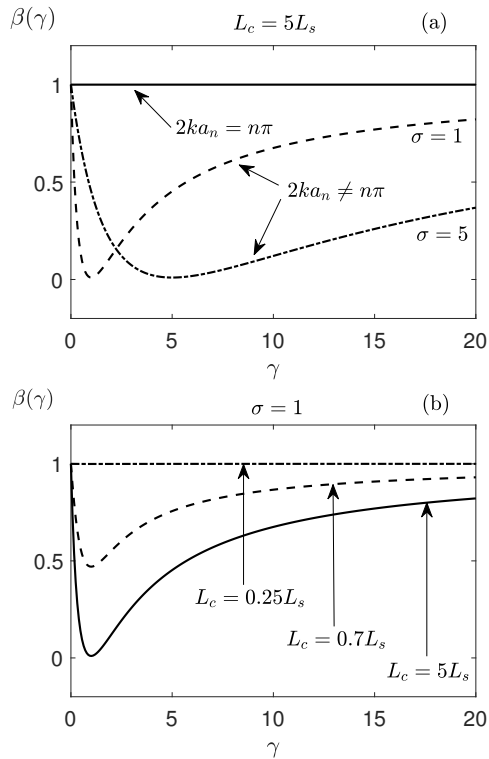 β(γ) L_c = 5L_s (a)
1
2ka_n = nπ
σ = 1
0.5
2ka_n ≠ nπ
σ = 5
0
0 5 10 15 20
γ
β(γ) σ = 1 (b)
1
0.5
L_c = 0.25L_s
L_c = 0.7L_s
0
L_c = 5L_s
0 5 10 15 20
γ